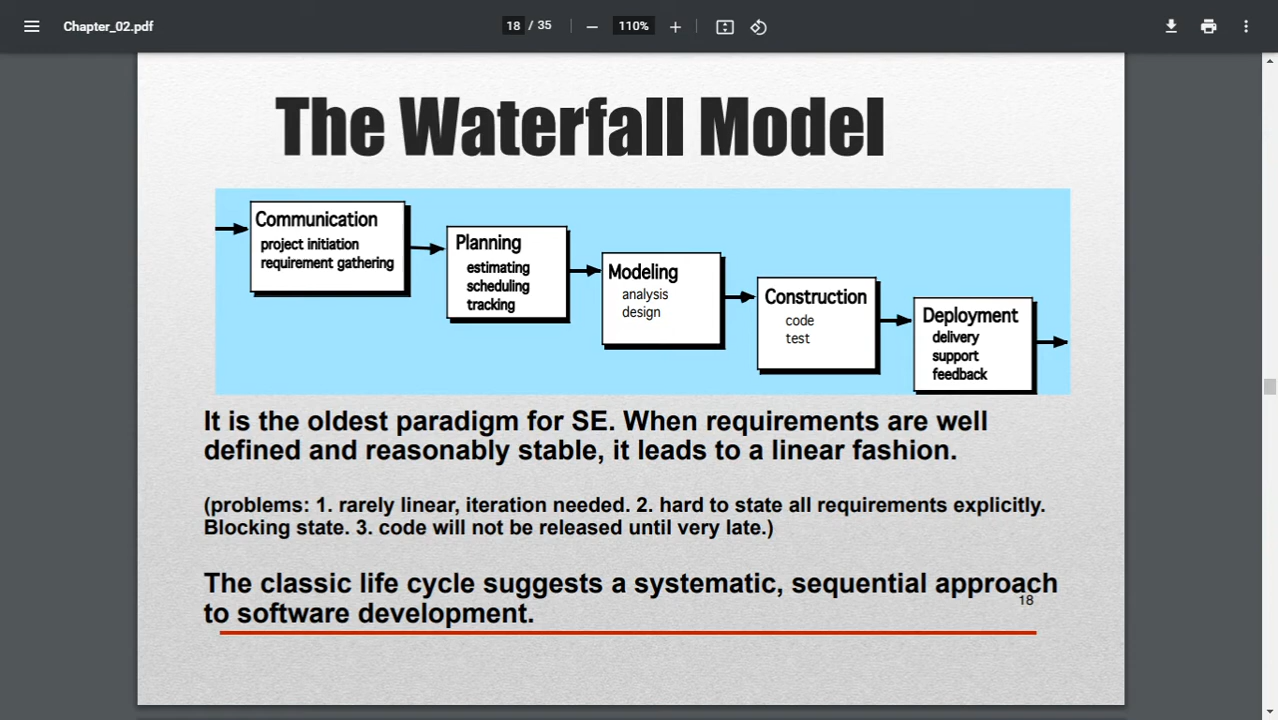 Chapter_02.pdf
18 / 35
110%
The Waterfall Model
Communication
project initiation
requirement gathering
Planning
estimating
scheduling
tracking
Modeling
analysis
design
Construction
code
test
Deployment
delivery
support
feedback
It is the oldest paradigm for SE. When requirements are well
defined and reasonably stable, it leads to a linear fashion.
(problems: 1. rarely linear, iteration needed. 2. hard to state all requirements explicitly.
Blocking state. 3. code will not be released until very late.)
The classic life cycle suggests a systematic, sequential approach
to software development.
18